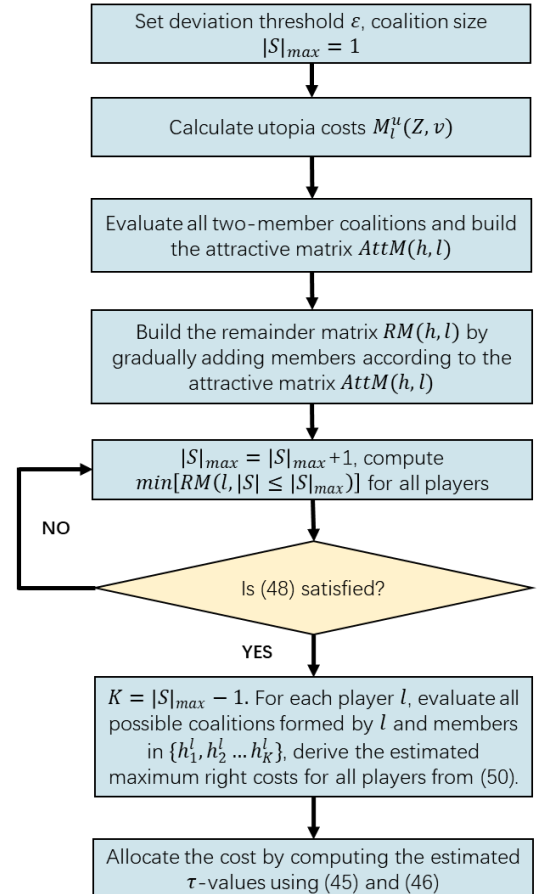 Set deviation threshold ε, coalition size
|S|ₘₐₓ = 1
Calculate utopia costs Mₗᵘ(Z, v)
Evaluate all two-member coalitions and build
the attractive matrix AttM(h, l)
Build the remainder matrix RM(h, l) by
gradually adding members according to the
attractive matrix AttM(h, l)
|S|ₘₐₓ = |S|ₘₐₓ+1, compute
min[RM(l, |S| ≤ |S|ₘₐₓ)] for all players
NO
Is (48) satisfied?
YES
K = |S|ₘₐₓ − 1. For each player l, evaluate all
possible coalitions formed by l and members
in {h₁ˡ, h₂ˡ … h_Kˡ}, derive the estimated
maximum right costs for all players from (50).
Allocate the cost by computing the estimated
τ-values using (45) and (46)